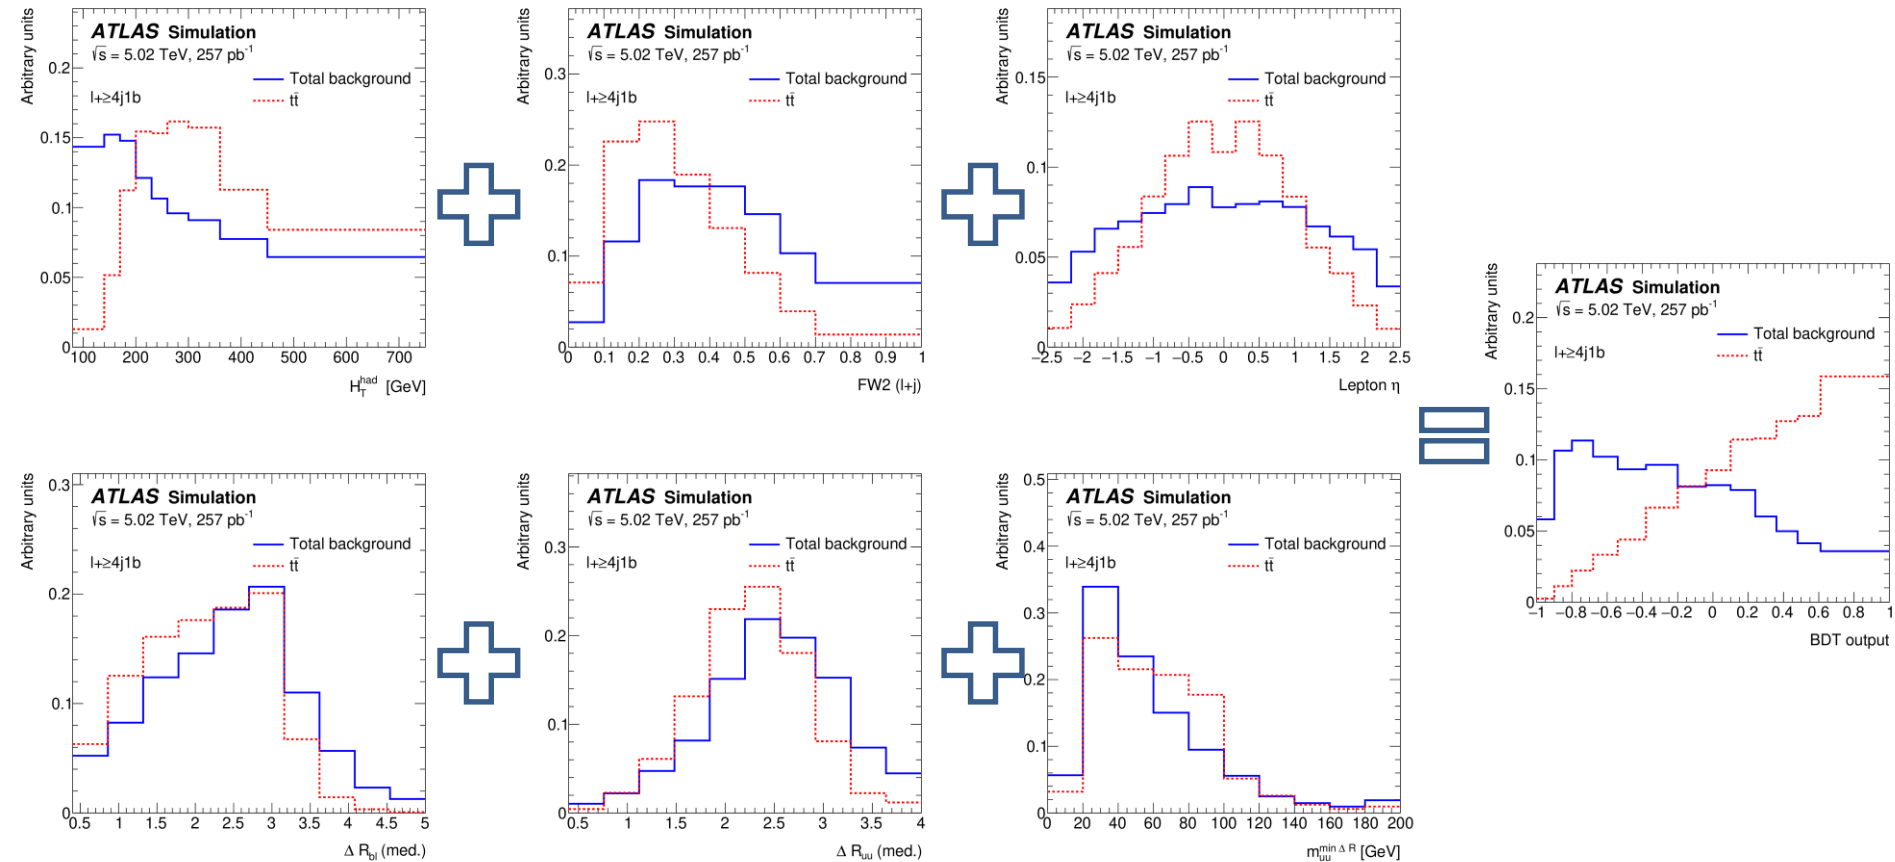 Arbitrary units
ATLAS Simulation
√s = 5.02 TeV, 257 pb⁻¹
Total background
l+≥4j1b
tt̄
0.2
0.15
0.1
0.05
0
100 200 300 400 500 600 700
H_T^had [GeV]
Arbitrary units
ATLAS Simulation
√s = 5.02 TeV, 257 pb⁻¹
Total background
l+≥4j1b
tt̄
0.3
0.2
0.1
0
0 0.1 0.2 0.3 0.4 0.5 0.6 0.7 0.8 0.9 1
FW2 (l+j)
Arbitrary units
ATLAS Simulation
√s = 5.02 TeV, 257 pb⁻¹
Total background
l+≥4j1b
tt̄
0.15
0.1
0.05
0
−2.5 −2 −1.5 −1 −0.5 0 0.5 1 1.5 2 2.5
Lepton η
Arbitrary units
ATLAS Simulation
√s = 5.02 TeV, 257 pb⁻¹
Total background
l+≥4j1b
tt̄
0.3
0.2
0.1
0
0.5 1 1.5 2 2.5 3 3.5 4 4.5 5
Δ R_bl (med.)
Arbitrary units
ATLAS Simulation
√s = 5.02 TeV, 257 pb⁻¹
Total background
l+≥4j1b
tt̄
0.3
0.2
0.1
0
0.5 1 1.5 2 2.5 3 3.5 4
Δ R_uu (med.)
Arbitrary units
ATLAS Simulation
√s = 5.02 TeV, 257 pb⁻¹
Total background
l+≥4j1b
tt̄
0.5
0.4
0.3
0.2
0.1
0
0 20 40 60 80 100 120 140 160 180 200
m_uu^min Δ R [GeV]
Arbitrary units
ATLAS Simulation
√s = 5.02 TeV, 257 pb⁻¹
Total background
l+≥4j1b
tt̄
0.2
0.15
0.1
0.05
0
−1 −0.8 −0.6 −0.4 −0.2 0 0.2 0.4 0.6 0.8 1
BDT output